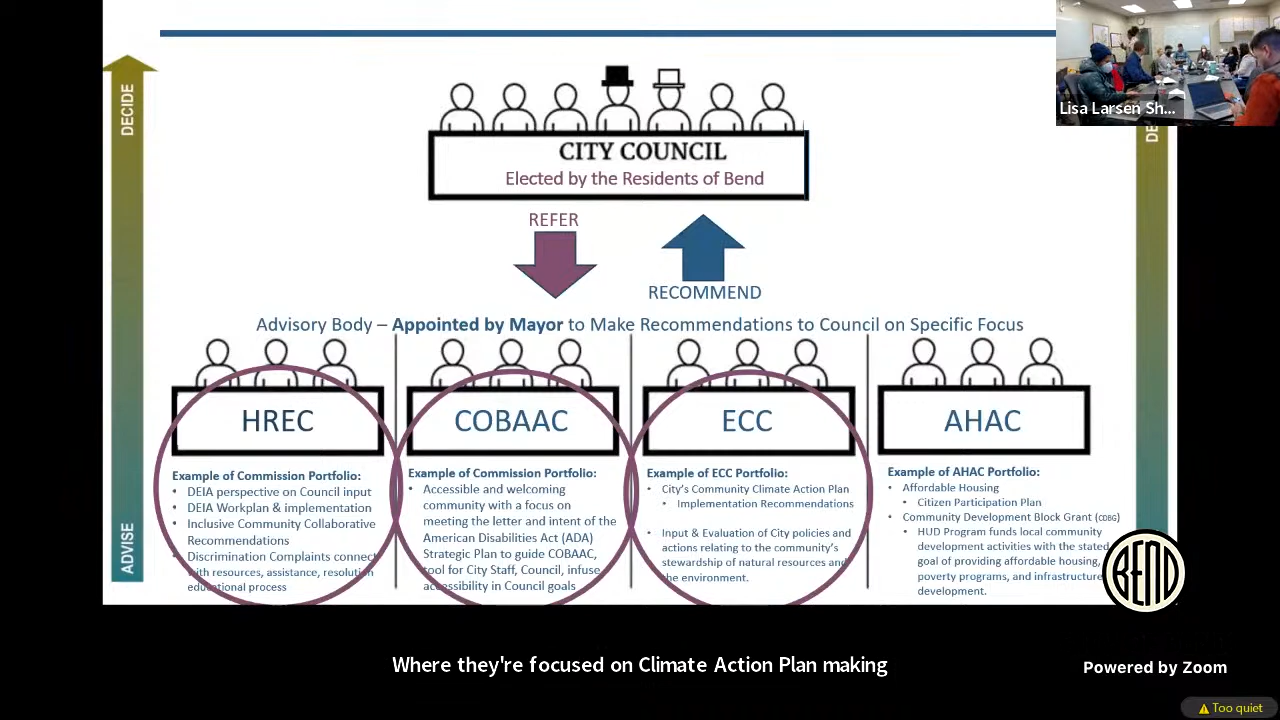 DECIDE
CITY COUNCIL
Elected by the Residents of Bend
REFER
RECOMMEND
Advisory Body – Appointed by Mayor to Make Recommendations to Council on Specific Focus
HREC
Example of Commission Portfolio:
• DEIA perspective on Council input
• DEIA Workplan & implementation
• Inclusive Community Collaborative
Recommendations
• Discrimination Complaints connect
with resources, assistance, resolution
educational process
COBAAC
Example of Commission Portfolio:
• Accessible and welcoming
community with a focus on
meeting the letter and intent of the
American Disabilities Act (ADA)
Strategic Plan to guide COBAAC,
tool for City Staff, Council, infuse
accessibility in Council goals
ECC
Example of ECC Portfolio:
• City's Community Climate Action Plan
• Implementation Recommendations
• Input & Evaluation of City policies and
actions relating to the community's
stewardship of natural resources and
the environment.
AHAC
Example of AHAC Portfolio:
• Affordable Housing
• Citizen Participation Plan
• Community Development Block Grant (CDBG)
• HUD Program funds local community
development activities with the stated
goal of providing affordable housing,
poverty programs, and infrastructure
development.
ADVISE
DE
Lisa Larsen Sh...
BEND
Where they're focused on Climate Action Plan making
Powered by Zoom
Too quiet